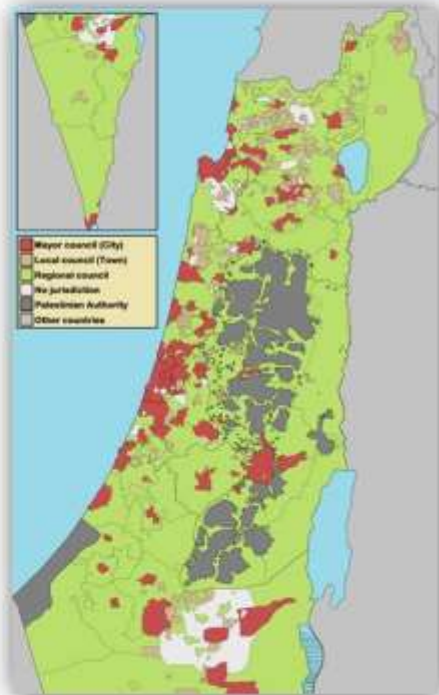 Mayor council (City)
Local council (Town)
Regional council
No jurisdiction
Palestinian Authority
Other countries